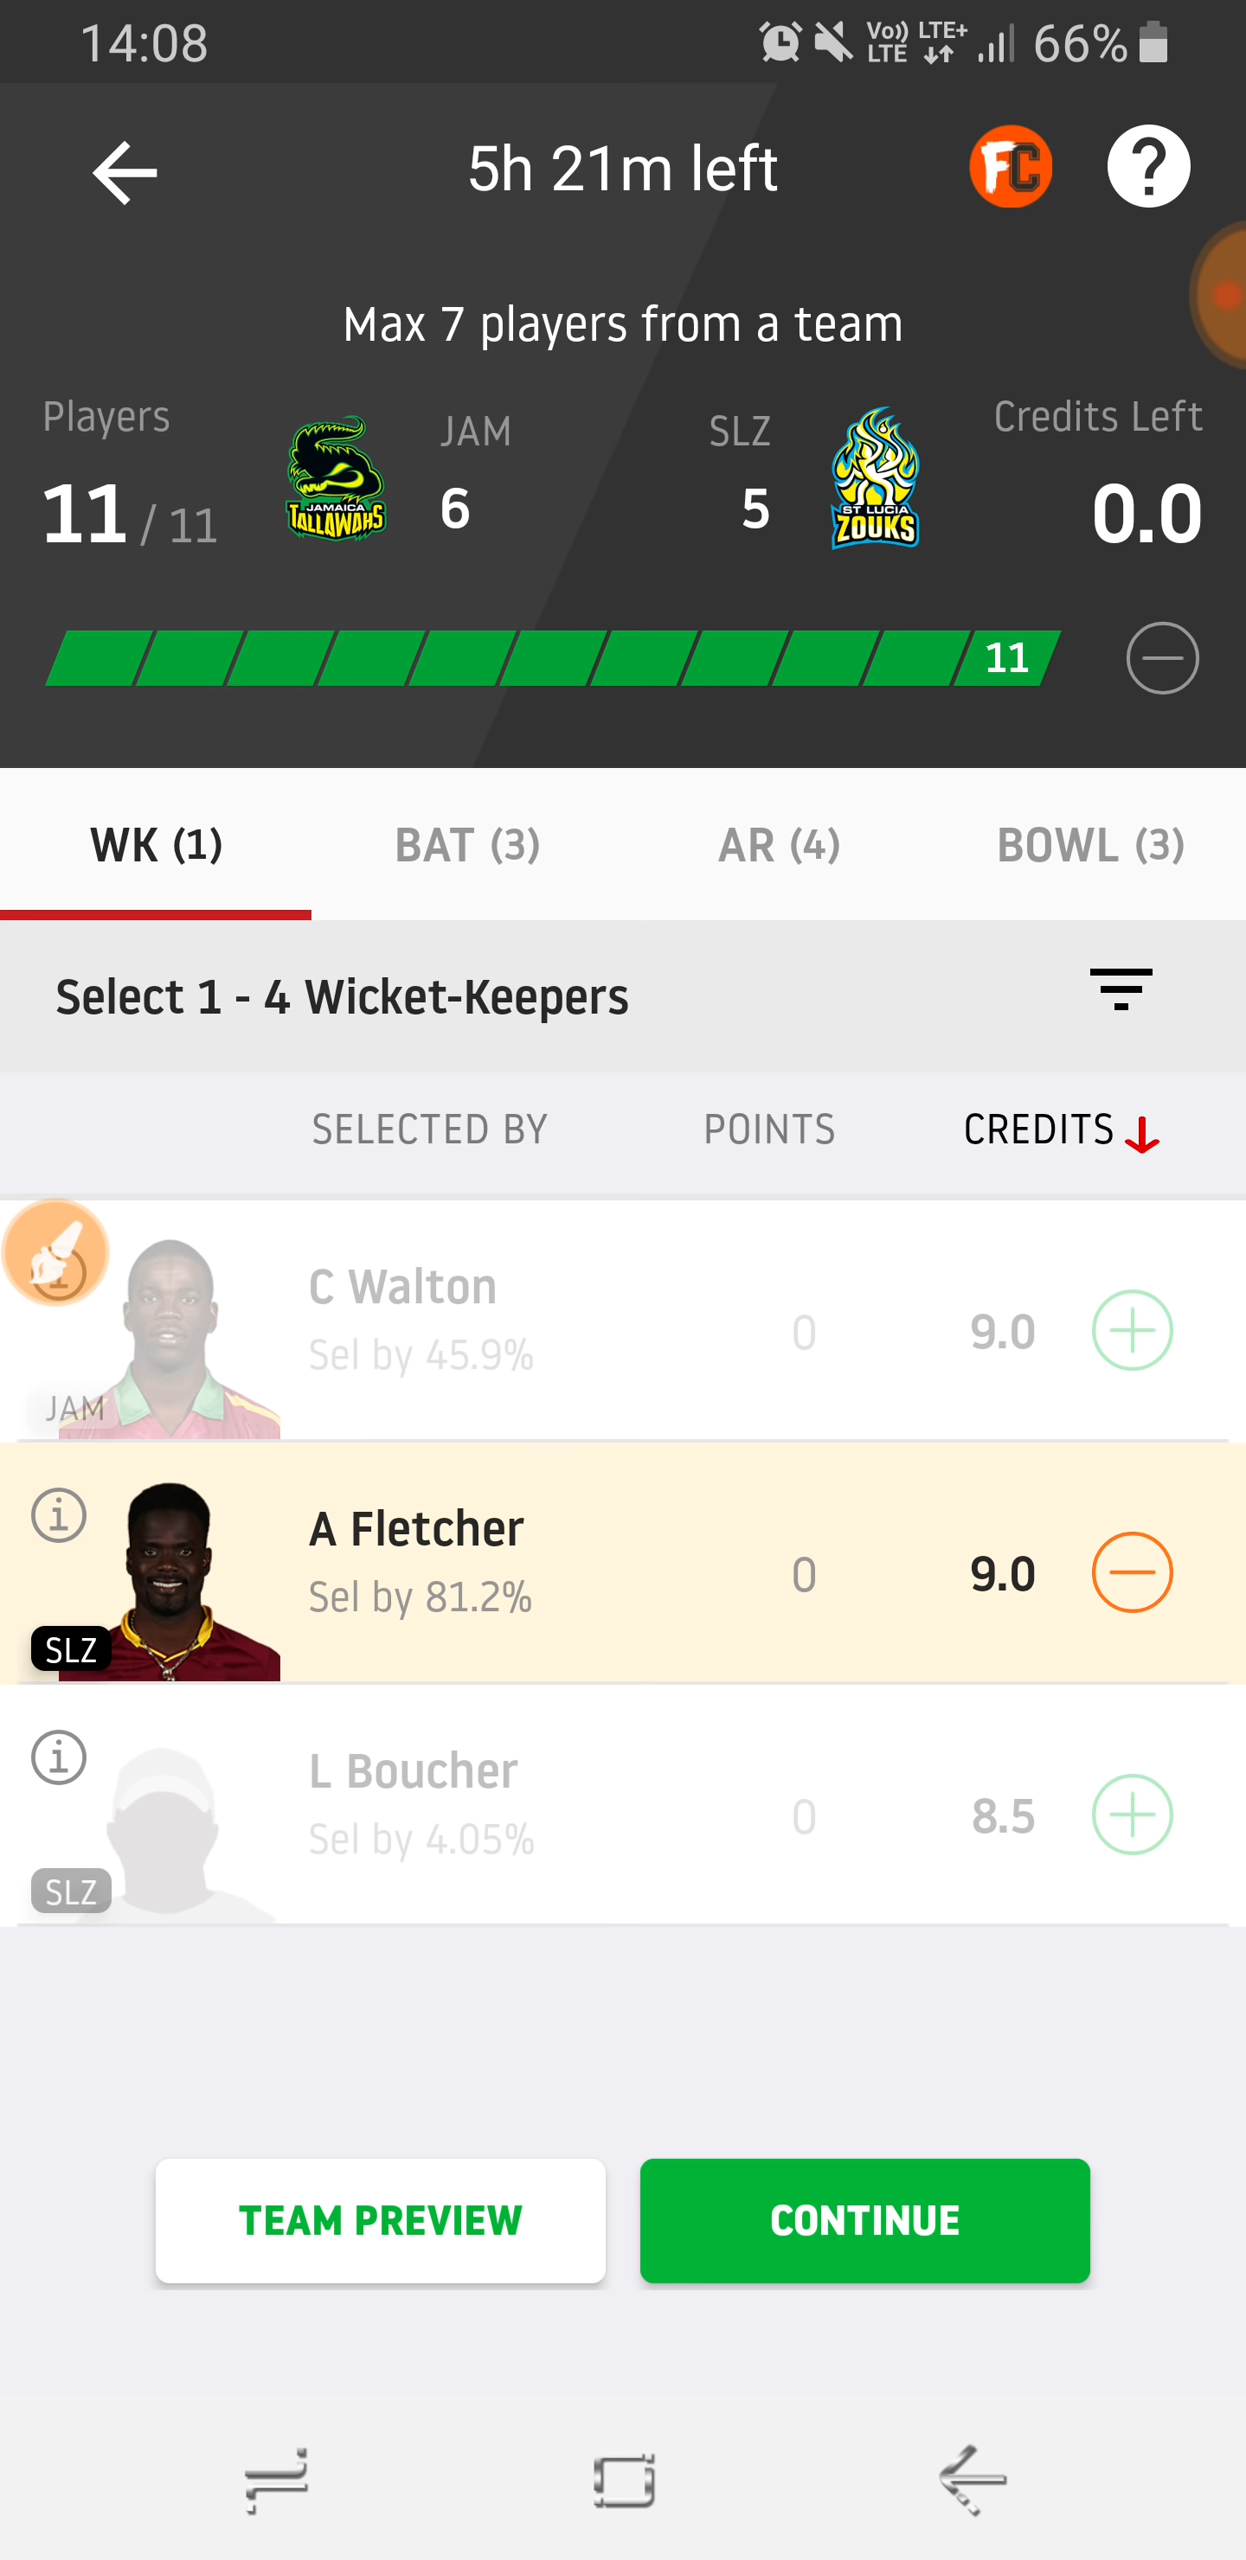 14:08
Vo)) LTE LTE+ 66%
5h 21m left
FC ?
Max 7 players from a team
Players JAM SLZ Credits Left
11 / 11 6 5 0.0
JAMAICA TALLAWAHS
ST LUCIA ZOUKS
11
WK (1) BAT (3) AR (4) BOWL (3)
Select 1 - 4 Wicket-Keepers
SELECTED BY POINTS CREDITS
C Walton
Sel by 45.9% 0 9.0
JAM
A Fletcher
Sel by 81.2% 0 9.0
SLZ
L Boucher
Sel by 4.05% 0 8.5
SLZ
TEAM PREVIEW CONTINUE